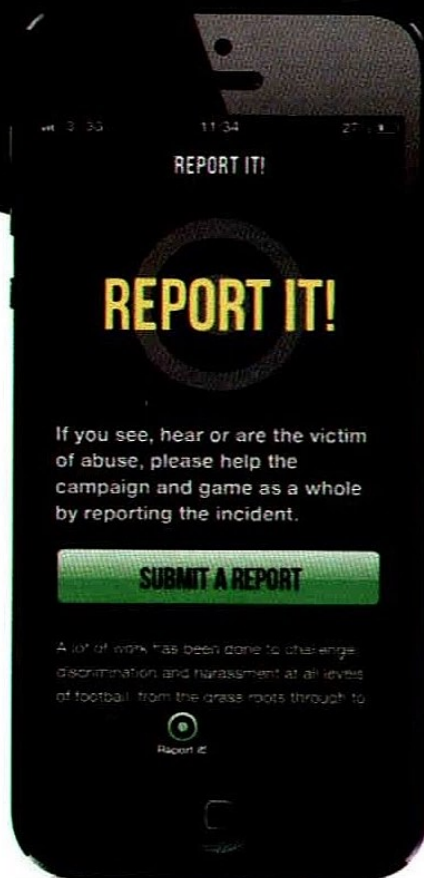 3 3G 11:34
REPORT IT!
REPORT IT!
If you see, hear or are the victim
of abuse, please help the
campaign and game as a whole
by reporting the incident.
SUBMIT A REPORT
A lot of work has been done to challenge
discrimination and harassment at all levels
of football, from the grass roots through to
Report it!